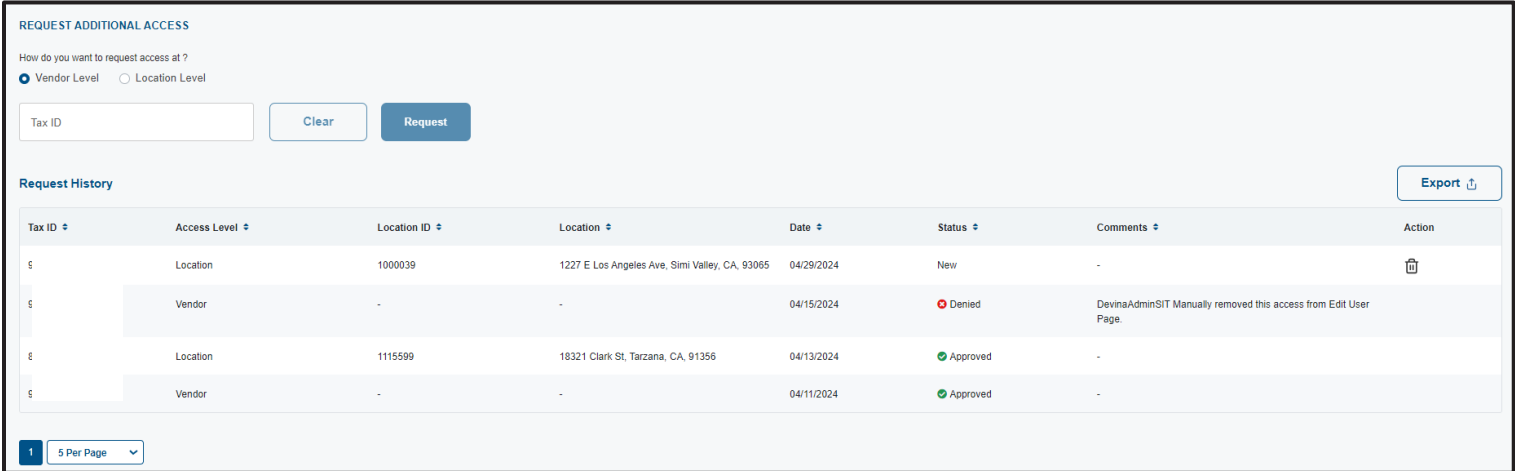 REQUEST ADDITIONAL ACCESS
How do you want to request access at ?
Vendor Level Location Level
Tax ID Clear Request
Request History Export
Tax ID Access Level Location ID Location Date Status Comments Action
9 Location 1000039 1227 E Los Angeles Ave, Simi Valley, CA, 93065 04/29/2024 New -
9 Vendor - - 04/15/2024 Denied DevinaAdminSIT Manually removed this access from Edit User
Page.
8 Location 1115599 18321 Clark St, Tarzana, CA, 91356 04/13/2024 Approved -
9 Vendor - - 04/11/2024 Approved -
1 5 Per Page